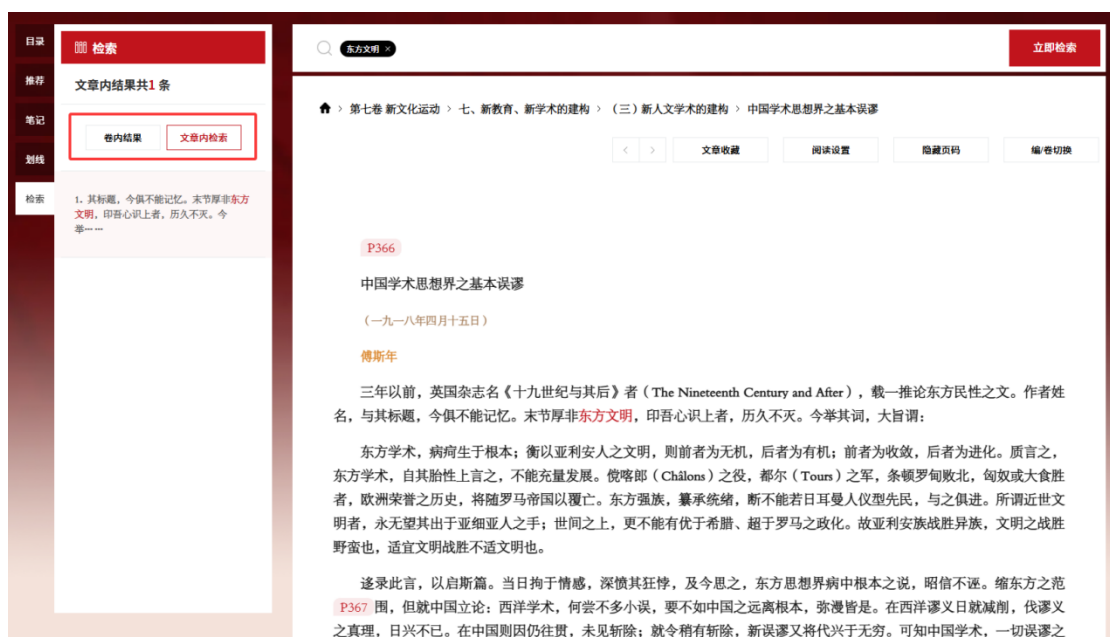 目录
推荐
笔记
划线
检索
检索
文章内结果共1 条
卷内结果
文章内检索
1、其标题，今俱不能记忆。末节厚非东方
文明，印吾心识上者，历久不灭。今
举……
东方文明 ×
立即检索
> 第七卷 新文化运动 > 七、新教育、新学术的建构 > （三）新人文学术的建构 > 中国学术思想界之基本误谬
< >
文章收藏
阅读设置
隐藏页码
编/卷切换
P366
中国学术思想界之基本误谬
（一九一八年四月十五日）
傅斯年
三年以前，英国杂志名《十九世纪与其后》者（The Nineteenth Century and After），载一推论东方民性之文。作者姓
名，与其标题，今俱不能记忆。末节厚非东方文明，印吾心识上者，历久不灭。今举其词，大旨谓：
东方学术，病疴生于根本；衡以亚利安人之文明，则前者为无机，后者为有机；前者为收敛，后者为进化。质言之，
东方学术，自其胎性上言之，不能充量发展。傥喀郎（Châlons）之役，都尔（Tours）之军，条顿罗甸败北，匈奴或大食胜
者，欧洲荣誉之历史，将随罗马帝国以覆亡。东方强族，纂承统绪，断不能若日耳曼人仪型先民，与之俱进。所谓近世文
明者，永无望其出于亚细亚人之手；世间之上，更不能有优于希腊、超于罗马之政化。故亚利安族战胜异族，文明之战胜
野蛮也，适宜文明战胜不适文明也。
迻录此言，以启斯篇。当日拘于情感，深愤其狂悖，及今思之，东方思想界病中根本之说，昭信不诬。缩东方之范
P367 围，但就中国立论：西洋学术，何尝不多小误，要不如中国之远离根本，弥漫皆是。在西洋谬义日就减削，伐谬义
之真理，日兴不已。在中国则因仍往贯，未见斩除；就令稍有斩除，新误谬又将代兴于无穷。可知中国学术，一切误谬之